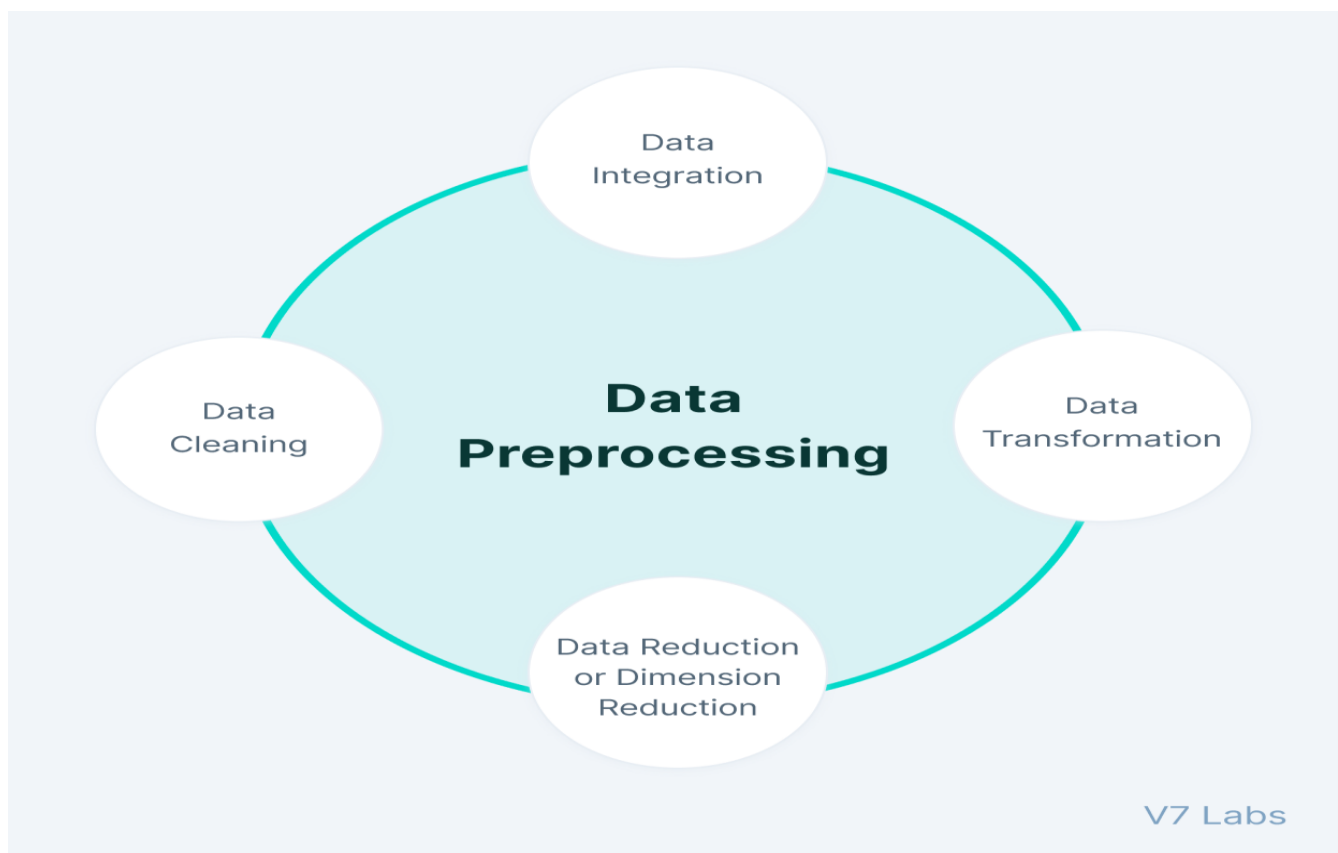 Data
Integration
Data
Cleaning
Data
Preprocessing
Data
Transformation
Data Reduction
or Dimension
Reduction
V7 Labs